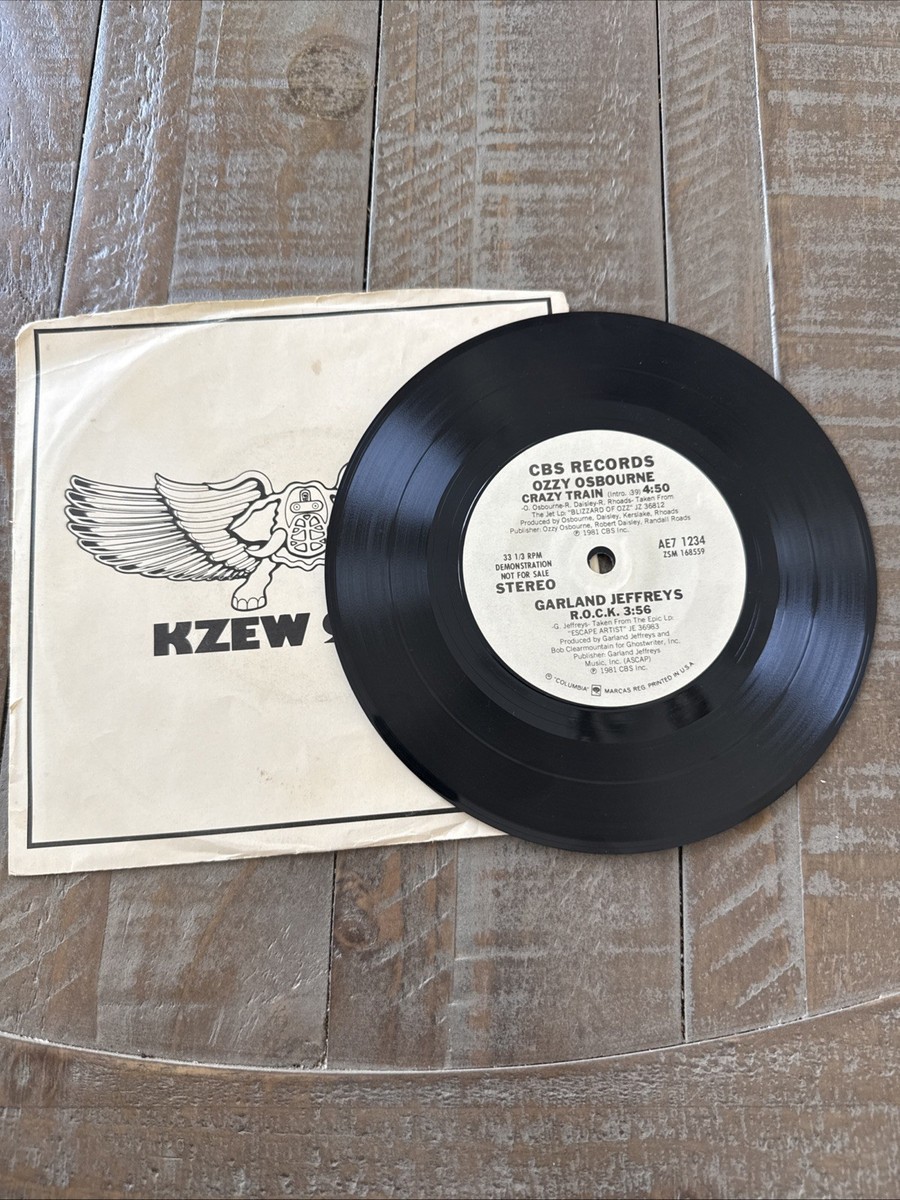 KZEW 9
CBS RECORDS
OZZY OSBOURNE
CRAZY TRAIN (Intro. :39) 4:50
-O. Osbourne-R. Daisley-R. Rhoads- Taken From
The Jet Lp: "BLIZZARD OF OZZ" JZ 36812
Produced by Osbourne, Daisley, Kerslake, Rhoads
Publisher: Ozzy Osbourne, Robert Daisley, Randall Roads
℗ 1981 CBS Inc.
33 1/3 RPM
DEMONSTRATION
NOT FOR SALE
STEREO
AE7 1234
ZSM 168559
GARLAND JEFFREYS
R.O.C.K. 3:56
-G. Jeffreys- Taken From The Epic Lp:
"ESCAPE ARTIST" JE 36983
Produced by Garland Jeffreys and
Bob Clearmountain for Ghostwriter, Inc.
Publisher: Garland Jeffreys
Music, Inc. (ASCAP)
℗ 1981 CBS Inc.
℗ "COLUMBIA" MARCAS REG. PRINTED IN U.S.A.